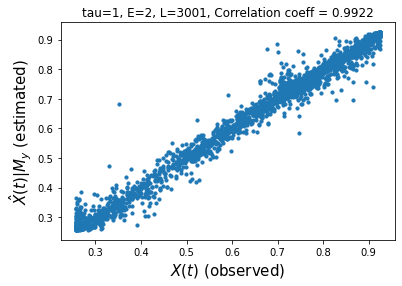 tau=1, E=2, L=3001, Correlation coeff = 0.9922
0.9
0.8
0.7
0.6
0.5
0.4
0.3
X̂(t)|M_y (estimated)
0.3 0.4 0.5 0.6 0.7 0.8 0.9
X(t) (observed)